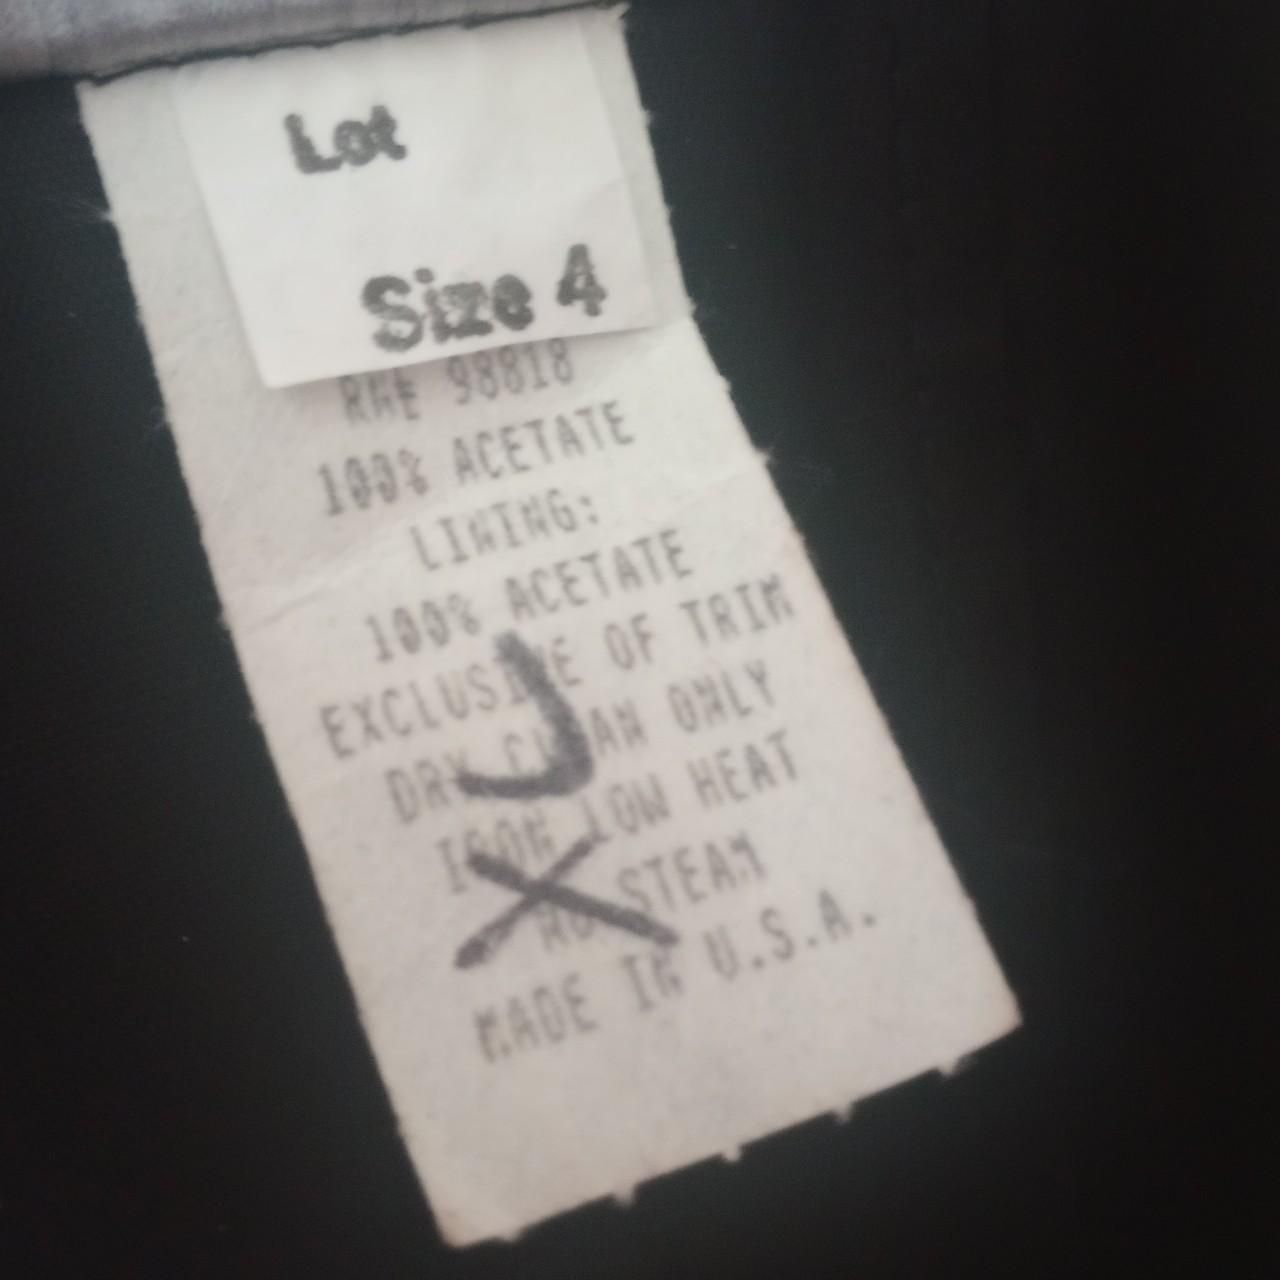 Lot
Size 4
RHE 98818
100% ACETATE
LINING:
100% ACETATE
EXCLUSIVE OF TRIM
DRY CLEAN ONLY
IRON LOW HEAT
NO STEAM
MADE IN U.S.A.
J
X